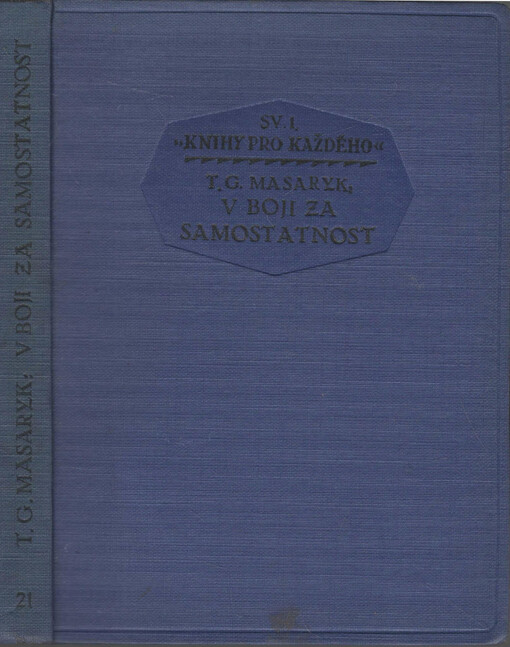 SV. I.
„KNIHY PRO KAŽDÉHO“
T. G. MASARYK,
V BOJI ZA
SAMOSTATNOST
T. G. MASARYK: V BOJI ZA SAMOSTATNOST
21